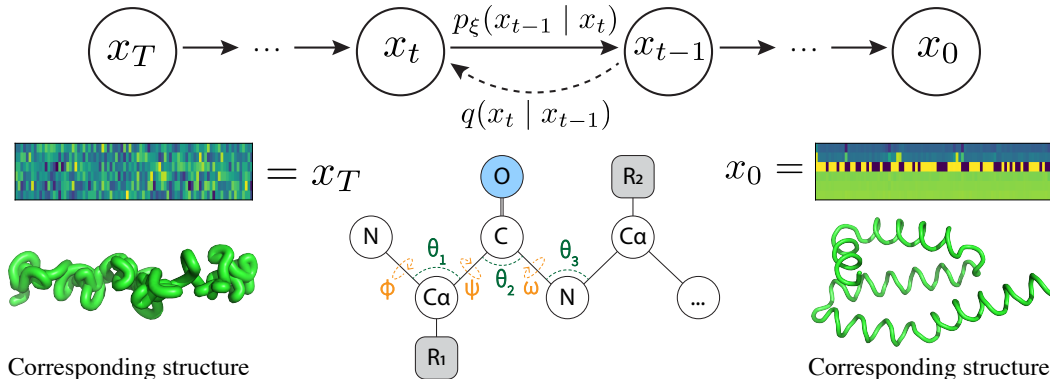 x_T ... x_t p_ξ(x_{t−1} | x_t) x_{t−1} ... x_0
q(x_t | x_{t−1})
= x_T
x_0 =
O R₂
N θ₁ C θ₃ Cα
Φ Cα ψ θ₂ ω N ...
R₁
Corresponding structure
Corresponding structure